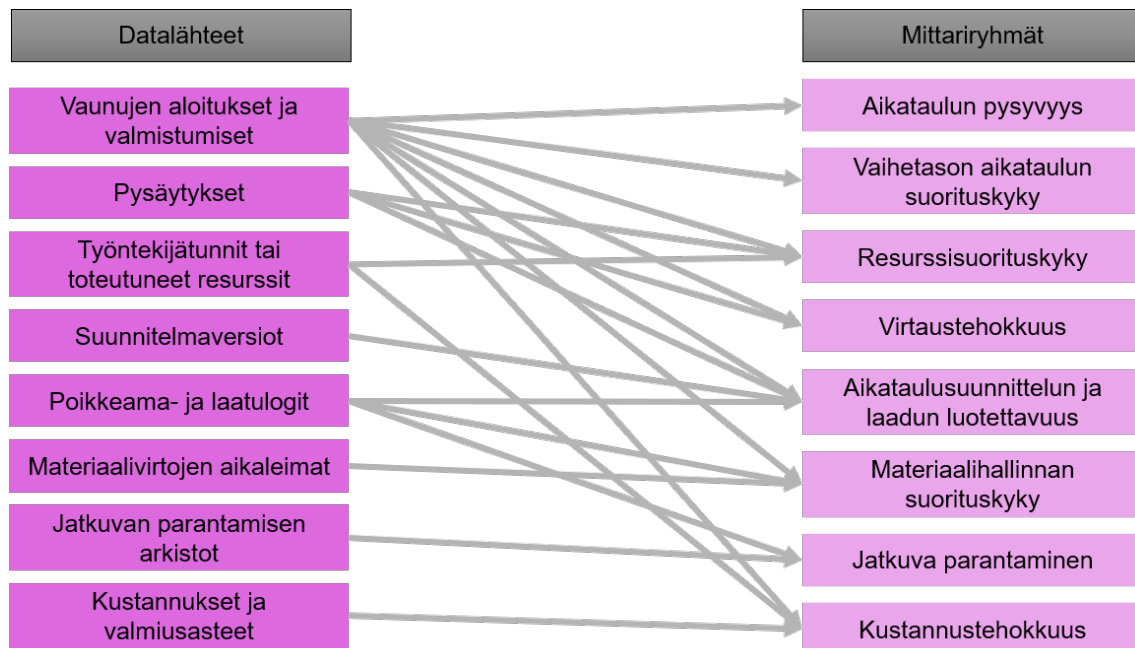 Datalähteet
Vaunujen aloitukset ja
valmistumiset
Pysäytykset
Työntekijätunnit tai
toteutuneet resurssit
Suunnitelmaversiot
Poikkeama- ja laatulogit
Materiaalivirtojen aikaleimat
Jatkuvan parantamisen
arkistot
Kustannukset ja
valmiusasteet
Mittariryhmät
Aikataulun pysyvyys
Vaihetason aikataulun
suorituskyky
Resurssisuorituskyky
Virtaustehokkuus
Aikataulusuunnittelun ja
laadun luotettavuus
Materiaalihallinnan
suorituskyky
Jatkuva parantaminen
Kustannustehokkuus